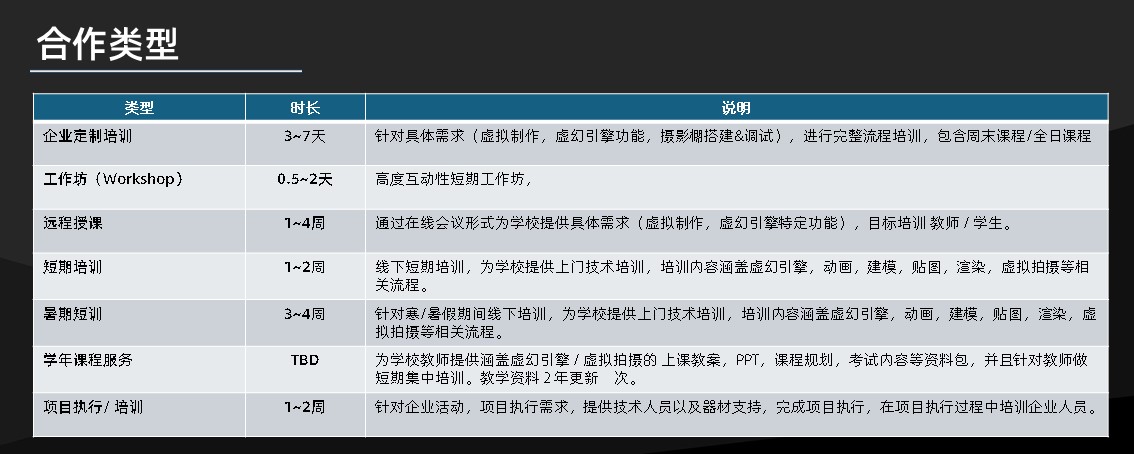 合作类型
类型 时长 说明
企业定制培训 3~7天 针对具体需求（虚拟制作，虚幻引擎功能，摄影棚搭建&调试），进行完整流程培训，包含周末课程/全日课程
工作坊（Workshop） 0.5~2天 高度互动性短期工作坊，
远程授课 1~4周 通过在线会议形式为学校提供具体需求（虚拟制作，虚幻引擎特定功能），目标培训 教师 / 学生。
短期培训 1~2周 线下短期培训，为学校提供上门技术培训，培训内容涵盖虚幻引擎，动画，建模，贴图，渲染，虚拟拍摄等相
关流程。
暑期短训 3~4周 针对寒/暑假期间线下培训，为学校提供上门技术培训，培训内容涵盖虚幻引擎，动画，建模，贴图，渲染，虚
拟拍摄等相关流程。
学年课程服务 TBD 为学校教师提供涵盖虚幻引擎 / 虚拟拍摄的 上课教案，PPT，课程规划，考试内容等资料包，并且针对教师做
短期集中培训。教学资料 2 年更新 次。
项目执行/ 培训 1~2周 针对企业活动，项目执行需求，提供技术人员以及器材支持，完成项目执行，在项目执行过程中培训企业人员。